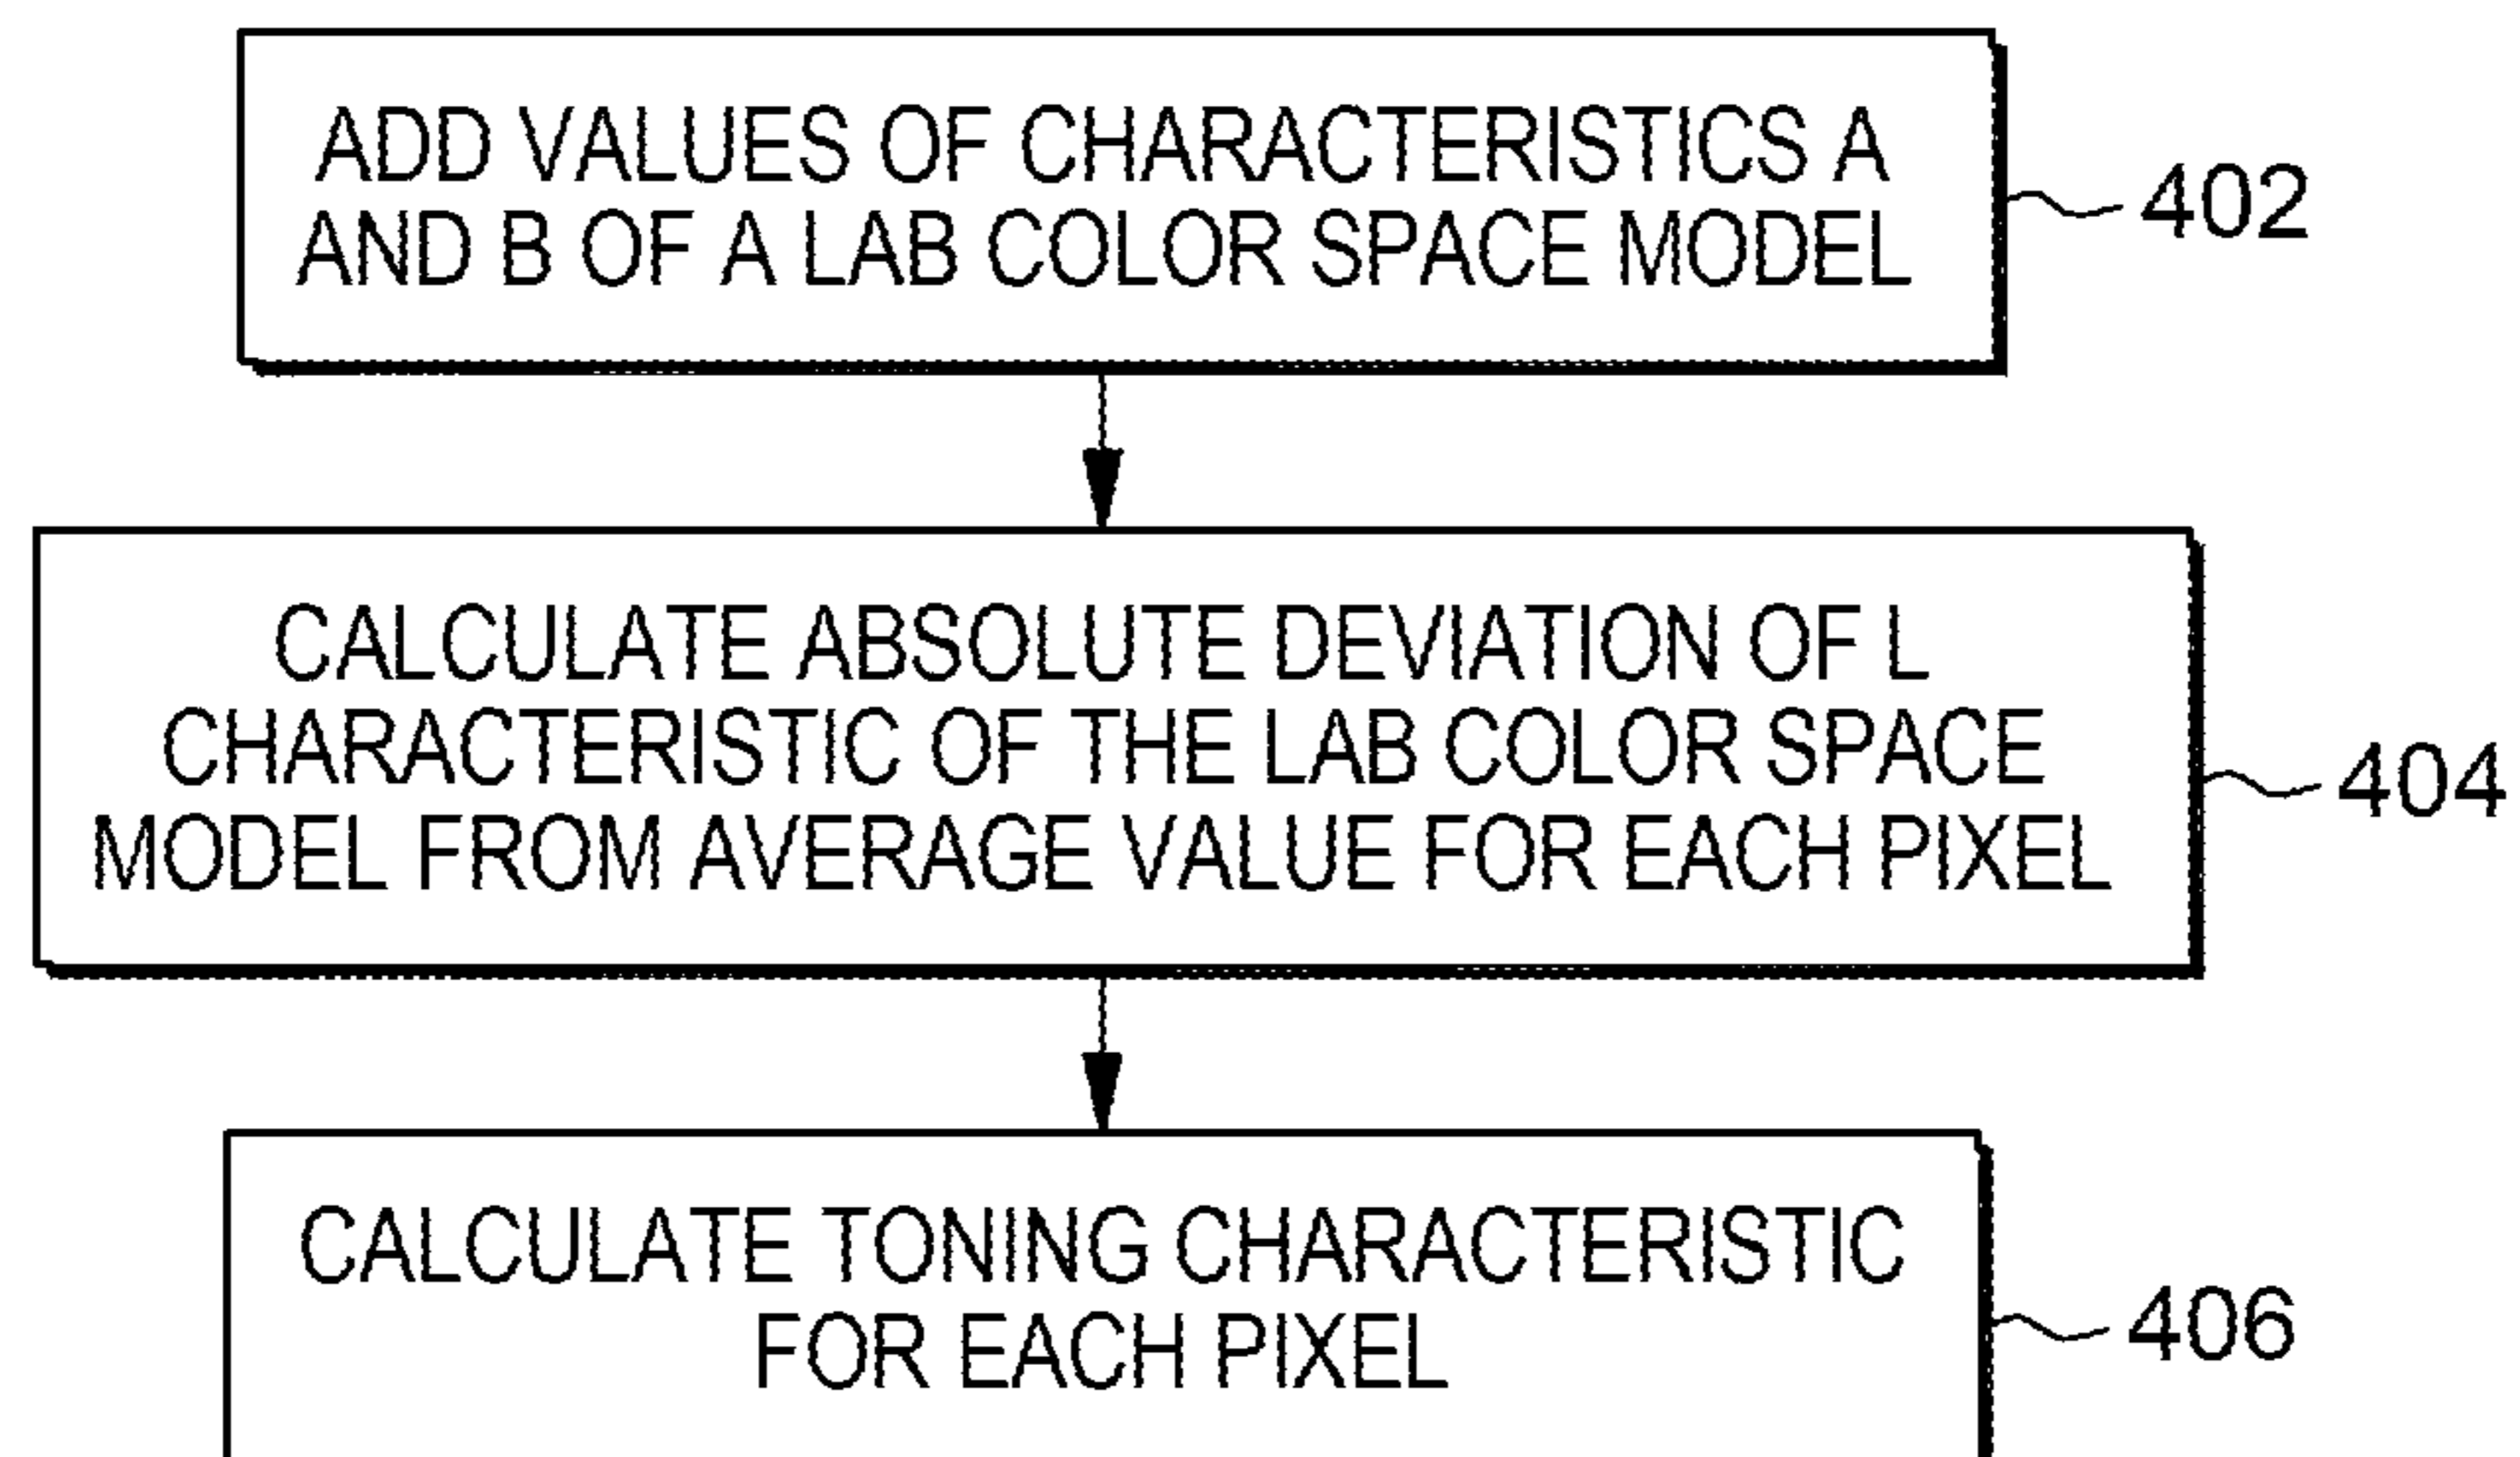 ADD VALUES OF CHARACTERISTICS A
AND B OF A LAB COLOR SPACE MODEL
402
CALCULATE ABSOLUTE DEVIATION OF L
CHARACTERISTIC OF THE LAB COLOR SPACE
MODEL FROM AVERAGE VALUE FOR EACH PIXEL
404
CALCULATE TONING CHARACTERISTIC
FOR EACH PIXEL
406